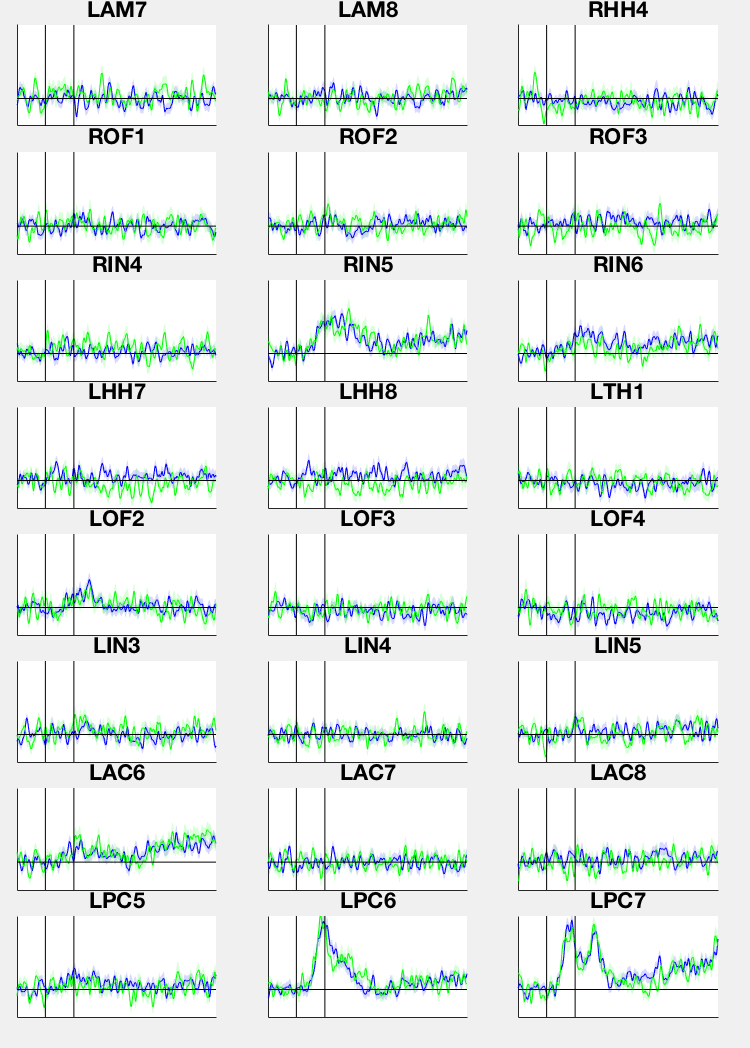 LAM7 LAM8 RHH4
ROF1 ROF2 ROF3
RIN4 RIN5 RIN6
LHH7 LHH8 LTH1
LOF2 LOF3 LOF4
LIN3 LIN4 LIN5
LAC6 LAC7 LAC8
LPC5 LPC6 LPC7